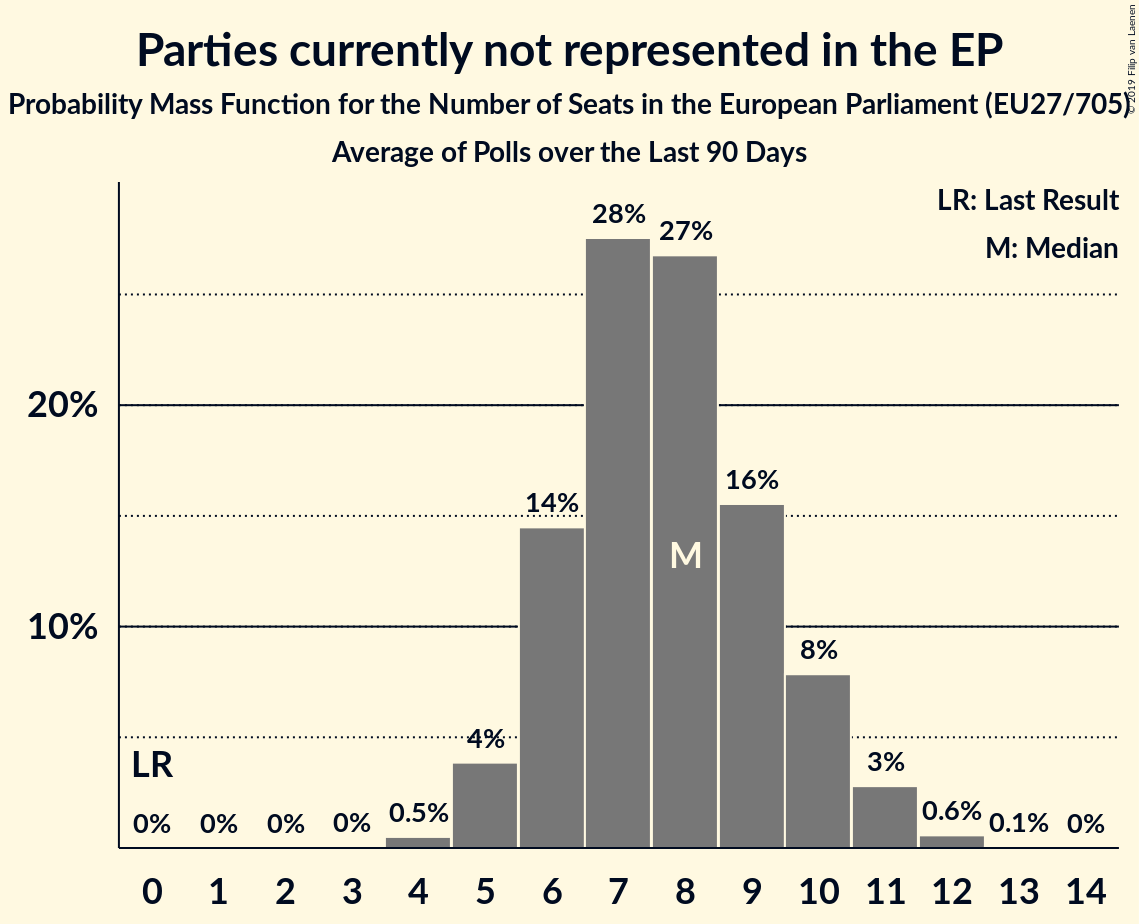 Parties currently not represented in the EP
Probability Mass Function for the Number of Seats in the European Parliament (EU27/705)
Average of Polls over the Last 90 Days
© 2019 Filip van Laenen
LR: Last Result
M: Median
28%
27%
20%
16%
14%
M
10%
8%
4%
LR
3%
0% 0% 0% 0% 0.5% 0.6% 0.1% 0%
0 1 2 3 4 5 6 7 8 9 10 11 12 13 14